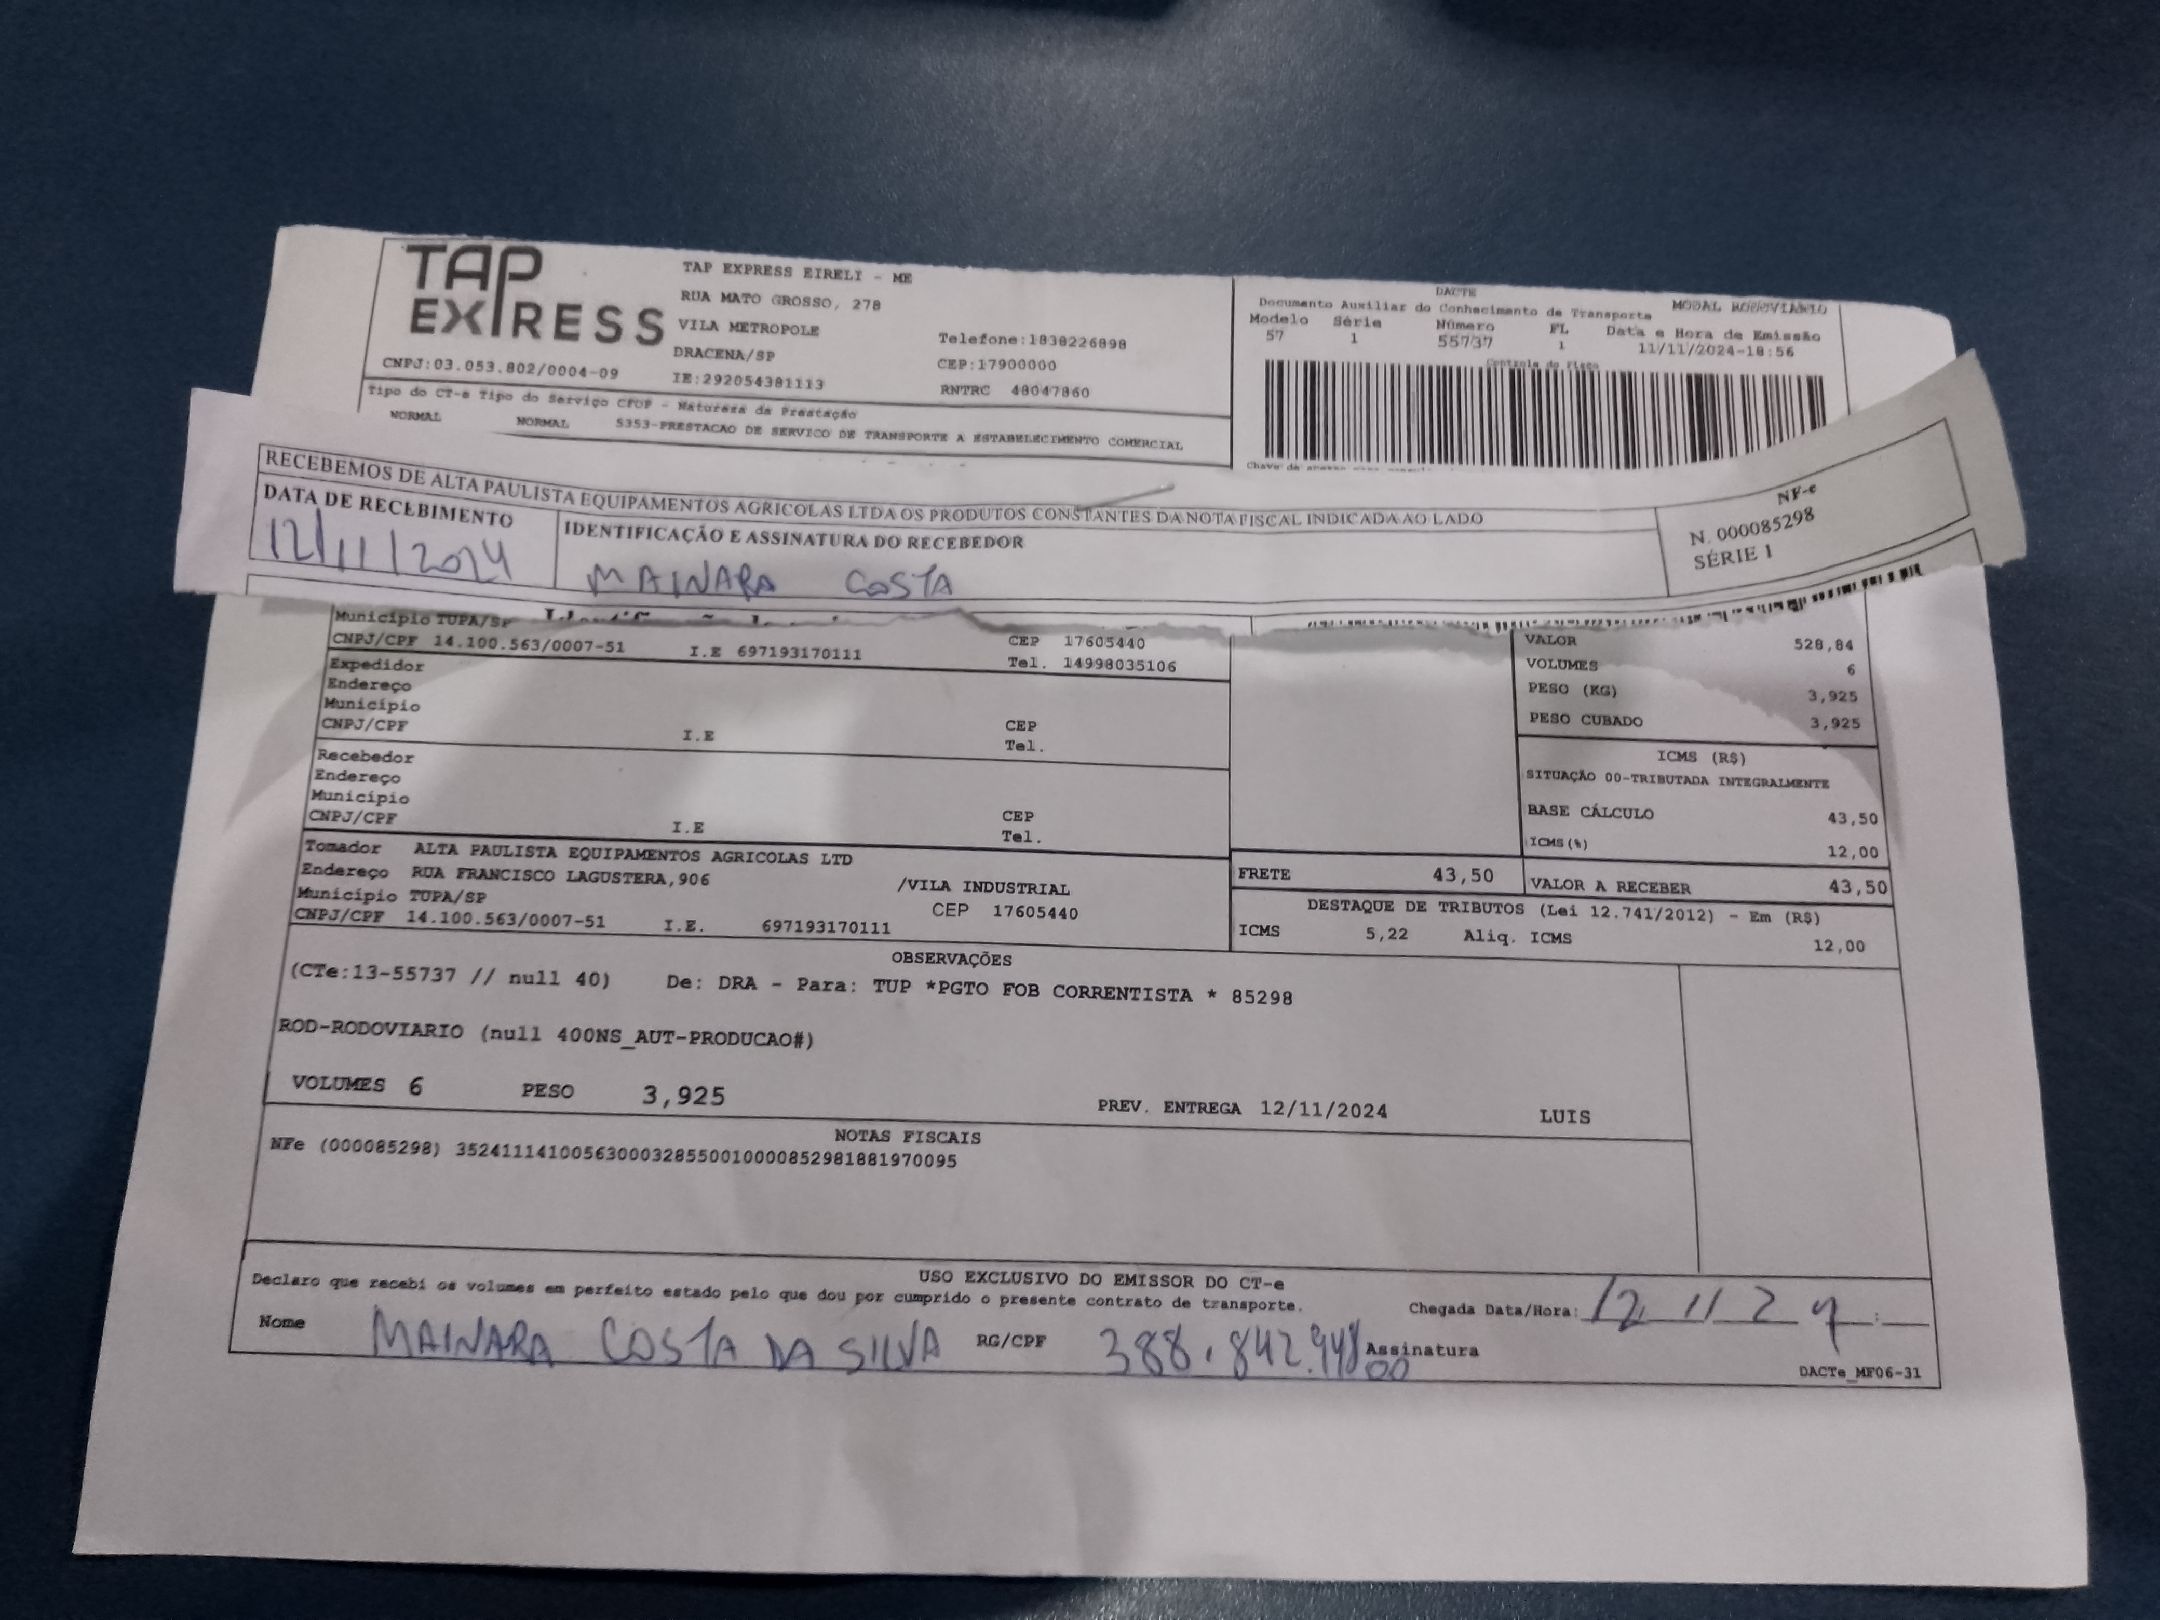 TAP EXPRESS
TAP EXPRESS EIRELI - ME
RUA MATO GROSSO, 278
VILA METROPOLE
DRACENA/SP
IE:292054381113
Telefone:1838226898
CEP:17900000
RNTRC 48047860
CNPJ:03.053.802/0004-09
Tipo do CT-e Tipo do Serviço CFOP - Natureza da Prestação
NORMAL NORMAL 5353-PRESTACAO DE SERVICO DE TRANSPORTE A ESTABELECIMENTO COMERCIAL
DACTE
Documento Auxiliar do Conhecimento de Transporte MODAL RODOVIARIO
Modelo Série Número FL Data e Hora de Emissão
57 1 55737 1 11/11/2024-18:56
Controle do Fisco
RECEBEMOS DE ALTA PAULISTA EQUIPAMENTOS AGRICOLAS LTDA OS PRODUTOS CONSTANTES DA NOTA FISCAL INDICADA AO LADO
DATA DE RECEBIMENTO
12/11/2024
IDENTIFICAÇÃO E ASSINATURA DO RECEBEDOR
MAINARA COSTA
NF-e
N. 000085298
SÉRIE 1
Município TUPA/SP
CNPJ/CPF 14.100.563/0007-51 I.E 697193170111
CEP 17605440
Tel. 14998035106
VALOR 528,84
VOLUMES 6
PESO (KG) 3,925
PESO CUBADO 3,925
Expedidor
Endereço
Município
CNPJ/CPF I.E
CEP
Tel.
Recebedor
Endereço
Município
CNPJ/CPF I.E
CEP
Tel.
ICMS (R$)
SITUAÇÃO 00-TRIBUTADA INTEGRALMENTE
BASE CÁLCULO 43,50
ICMS(%) 12,00
Tomador ALTA PAULISTA EQUIPAMENTOS AGRICOLAS LTD
Endereço RUA FRANCISCO LAGUSTERA,906 /VILA INDUSTRIAL
Município TUPA/SP CEP 17605440
CNPJ/CPF 14.100.563/0007-51 I.E. 697193170111
FRETE 43,50 VALOR A RECEBER 43,50
DESTAQUE DE TRIBUTOS (Lei 12.741/2012) - Em (R$)
ICMS 5,22 Aliq. ICMS 12,00
OBSERVAÇÕES
(CTe:13-55737 // null 40) De: DRA - Para: TUP *PGTO FOB CORRENTISTA * 85298
ROD-RODOVIARIO (null 400NS_AUT-PRODUCAO#)
VOLUMES 6 PESO 3,925 PREV. ENTREGA 12/11/2024 LUIS
NOTAS FISCAIS
NFe (000085298) 35241114100563000328550010000852981881970095
USO EXCLUSIVO DO EMISSOR DO CT-e
Declaro que recebi os volumes em perfeito estado pelo que dou por cumprido o presente contrato de transporte.
Chegada Data/Hora: 12 11 24 :
Nome MAINARA COSTA DA SILVA RG/CPF 388.842.948 00 Assinatura
DACTe_MF06-31